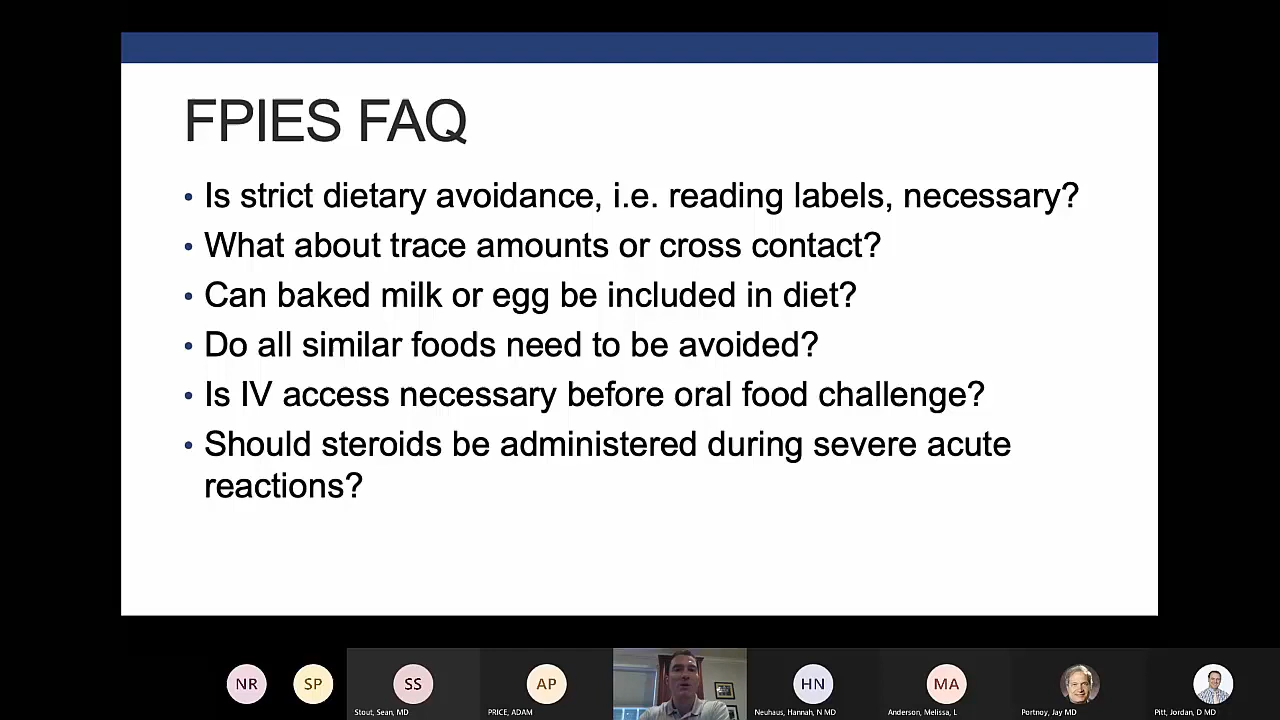 FPIES FAQ
• Is strict dietary avoidance, i.e. reading labels, necessary?
• What about trace amounts or cross contact?
• Can baked milk or egg be included in diet?
• Do all similar foods need to be avoided?
• Is IV access necessary before oral food challenge?
• Should steroids be administered during severe acute
reactions?
NR SP SS AP HN MA
Stout, Sean, MD PRICE, ADAM Neuhaus, Hannah, N MD Anderson, Melissa, L Portnoy, Jay MD Pitt, Jordan, D MD